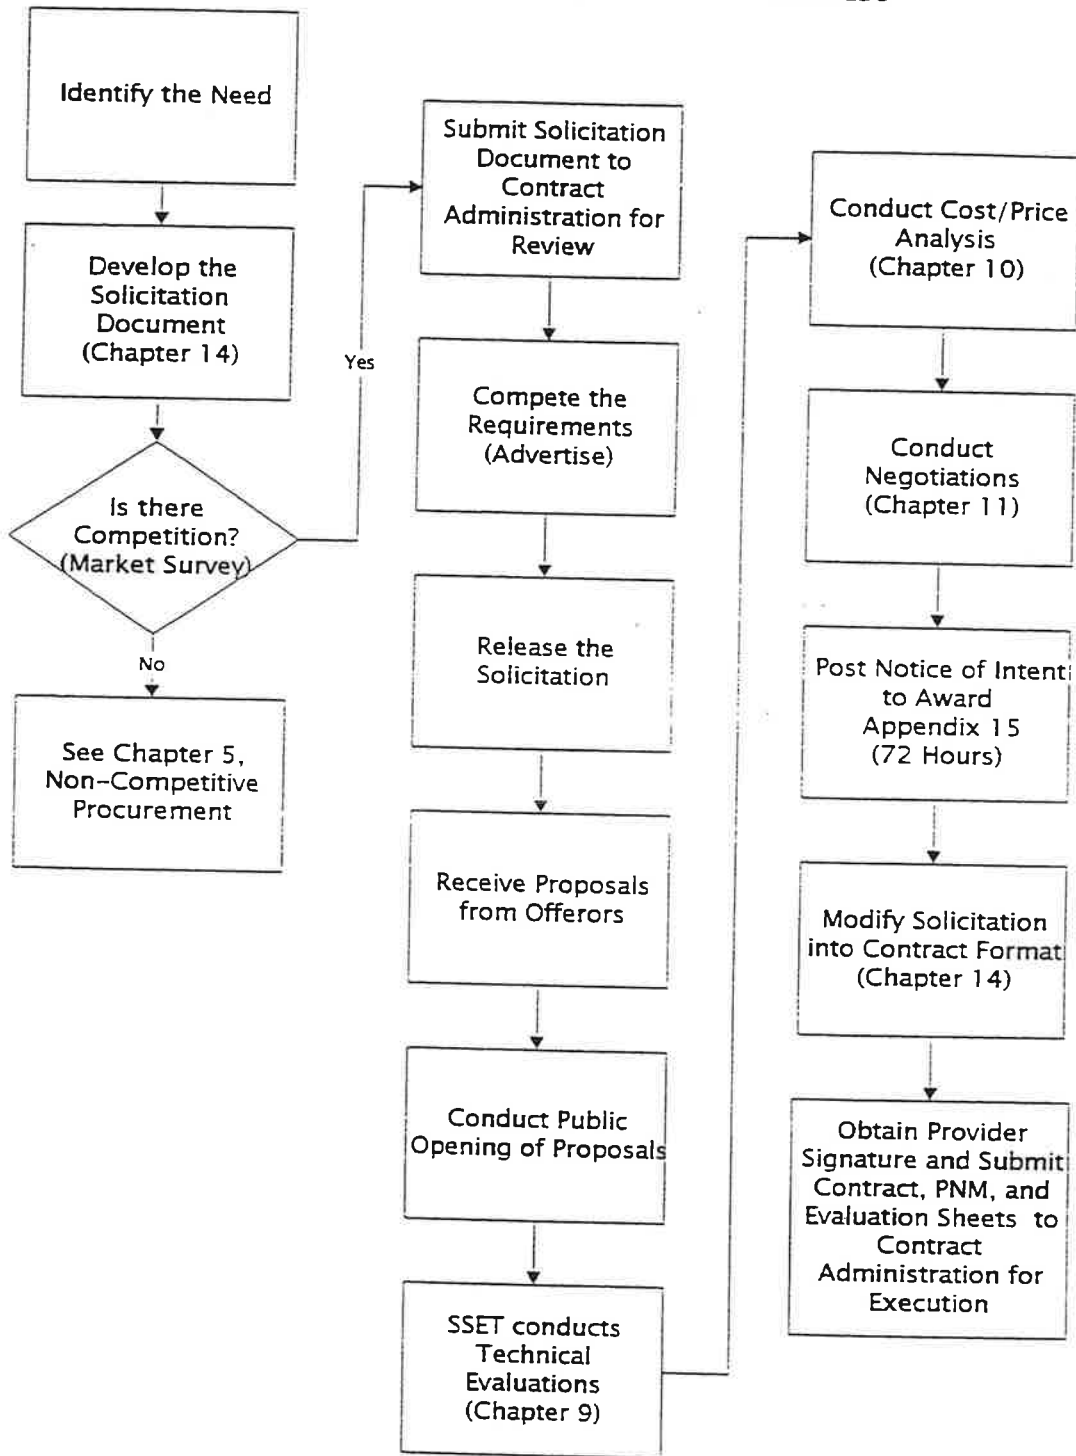 Identify the Need
Develop the
Solicitation
Document
(Chapter 14)
Is there
Competition?
(Market Survey)
No
See Chapter 5,
Non-Competitive
Procurement
Yes
Submit Solicitation
Document to
Contract
Administration for
Review
Compete the
Requirements
(Advertise)
Release the
Solicitation
Receive Proposals
from Offerors
Conduct Public
Opening of Proposals
SSET conducts
Technical
Evaluations
(Chapter 9)
Conduct Cost/Price
Analysis
(Chapter 10)
Conduct
Negotiations
(Chapter 11)
Post Notice of Intent
to Award
Appendix 15
(72 Hours)
Modify Solicitation
into Contract Format
(Chapter 14)
Obtain Provider
Signature and Submit
Contract, PNM, and
Evaluation Sheets to
Contract
Administration for
Execution